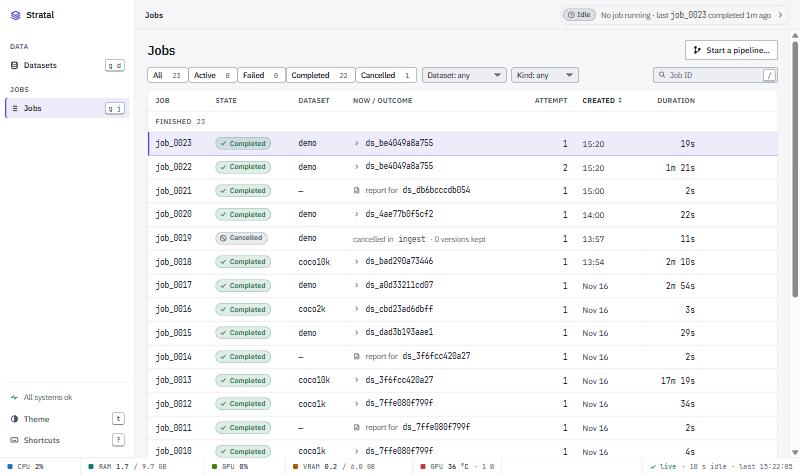 Stratal
DATA
Datasets g d
JOBS
Jobs g j
All systems ok
Theme t
Shortcuts ?
Jobs
Idle No job running · last job_0023 completed 1m ago
Jobs
Start a pipeline...
All 23 Active 0 Failed 0 Completed 22 Cancelled 1 Dataset: any Kind: any Job ID /
JOB STATE DATASET NOW / OUTCOME ATTEMPT CREATED DURATION
FINISHED 23
job_0023 Completed demo ds_be4049a8a755 1 15:20 19s
job_0022 Completed demo ds_be4049a8a755 2 15:20 1m 21s
job_0021 Completed — report for ds_db6bcccdb054 1 15:00 2s
job_0020 Completed demo ds_4ae77b0f5cf2 1 14:00 22s
job_0019 Cancelled demo cancelled in ingest · 0 versions kept 1 13:57 11s
job_0018 Completed coco10k ds_bad290a73446 1 13:54 2m 10s
job_0017 Completed demo ds_a0d33211cd07 1 Nov 16 2m 54s
job_0016 Completed coco2k ds_cbd23ad6dbff 1 Nov 16 3s
job_0015 Completed demo ds_dad3b193aae1 1 Nov 16 29s
job_0014 Completed — report for ds_3f6fcc420a27 1 Nov 16 2s
job_0013 Completed coco10k ds_3f6fcc420a27 1 Nov 16 17m 19s
job_0012 Completed coco1k ds_7ffe080f799f 1 Nov 16 34s
job_0011 Completed — report for ds_7ffe080f799f 1 Nov 16 2s
job_0010 Completed coco1k ds_7ffe080f799f 1 Nov 16 4s
CPU 2% RAM 1.7 / 9.7 GB GPU 0% VRAM 0.2 / 6.0 GB GPU 36 °C · 1 W live · 10 s idle · last 15:22:05